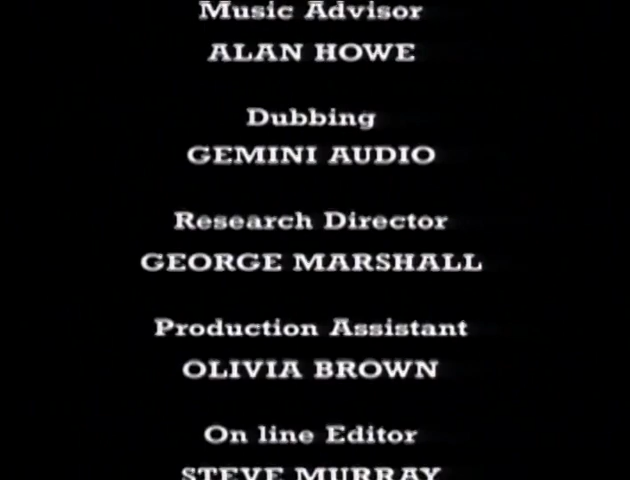 Music Advisor
ALAN HOWE
Dubbing
GEMINI AUDIO
Research Director
GEORGE MARSHALL
Production Assistant
OLIVIA BROWN
On line Editor
STEVE MURRAY